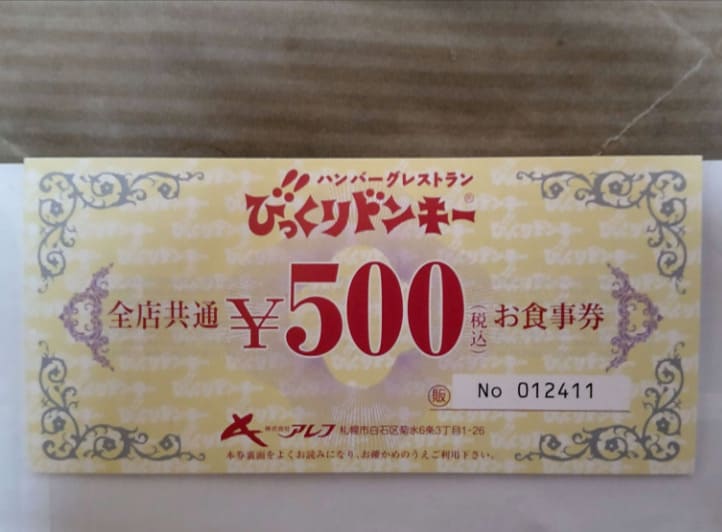 ハンバーグレストラン
びっくりドンキー®
全店共通 ¥500 (税込) お食事券
販 No 012411
株式会社アレフ 札幌市白石区菊水6条3丁目1-26
本券裏面をよくお読みになり、お確かめのうえご利用下さい。